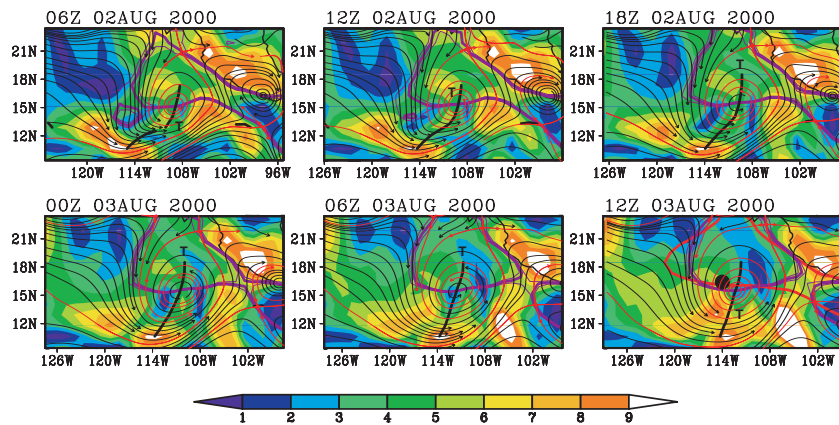 06Z 02AUG 2000 12Z 02AUG 2000 18Z 02AUG 2000
21N 21N 21N
18N 18N 18N
15N 15N 15N
12N 12N 12N
T T T
120W 114W 108W 102W 96W 126W 120W 114W 108W 102W 126W 120W 114W 108W 102W
00Z 03AUG 2000 06Z 03AUG 2000 12Z 03AUG 2000
21N 21N 21N
18N 18N 18N
15N 15N 15N
12N 12N 12N
T T T
126W 120W 114W 108W 102W 126W 120W 114W 108W 102W 126W 120W 114W 108W 102W
1 2 3 4 5 6 7 8 9